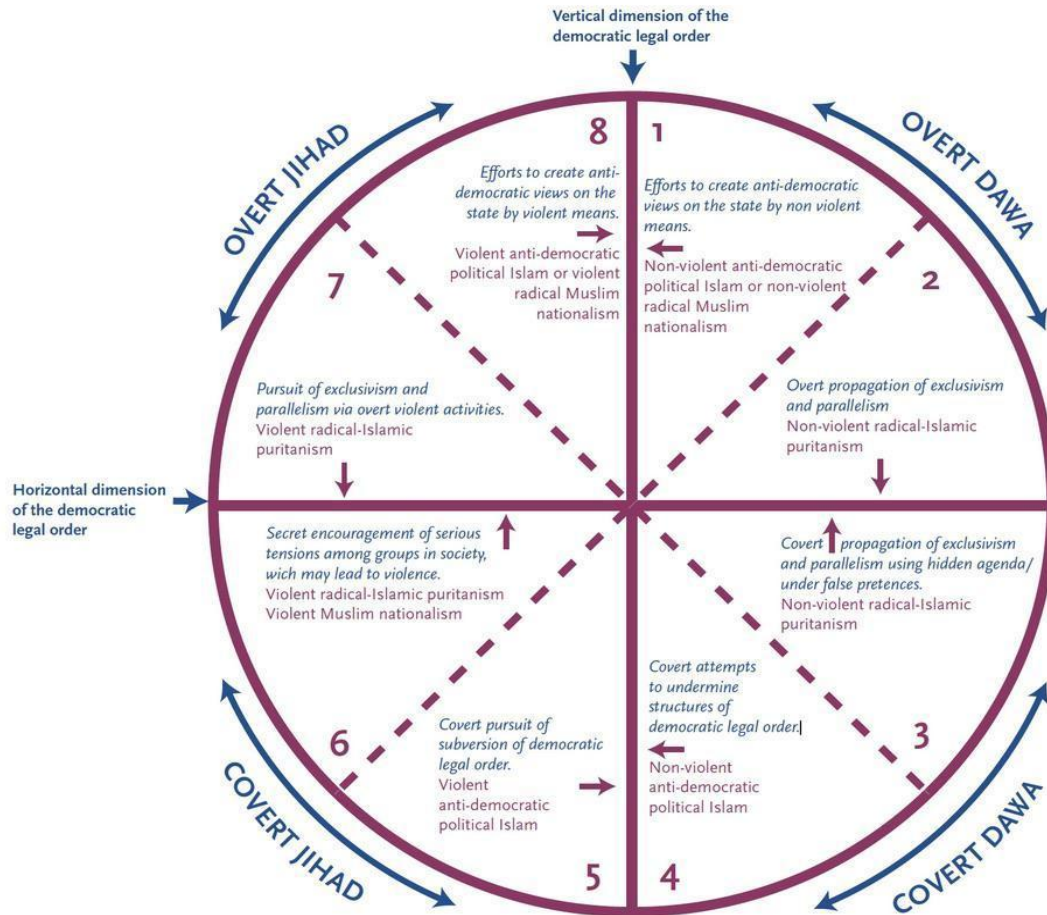 Vertical dimension of the
democratic legal order
OVERT JIHAD
OVERT DAWA
8
1
Efforts to create anti-
democratic views on the
state by violent means.
Violent anti-democratic
political Islam or violent
radical Muslim
nationalism
Efforts to create anti-democratic
views on the state by non violent
means.
Non-violent anti-democratic
political Islam or non-violent
radical Muslim
nationalism
7
2
Pursuit of exclusivism and
parallelism via overt violent activities.
Violent radical-Islamic
puritanism
Overt propagation of exclusivism
and parallelism
Non-violent radical-Islamic
puritanism
Horizontal dimension
of the democratic
legal order
Secret encouragement of serious
tensions among groups in society,
wich may lead to violence.
Violent radical-Islamic puritanism
Violent Muslim nationalism
Covert propagation of exclusivism
and parallelism using hidden agenda/
under false pretences.
Non-violent radical-Islamic
puritanism
Covert pursuit of
subversion of democratic
legal order.
Violent
anti-democratic
political Islam
Covert attempts
to undermine
structures of
democratic legal order.
Non-violent
anti-democratic
political Islam
6
3
5
4
COVERT JIHAD
COVERT DAWA